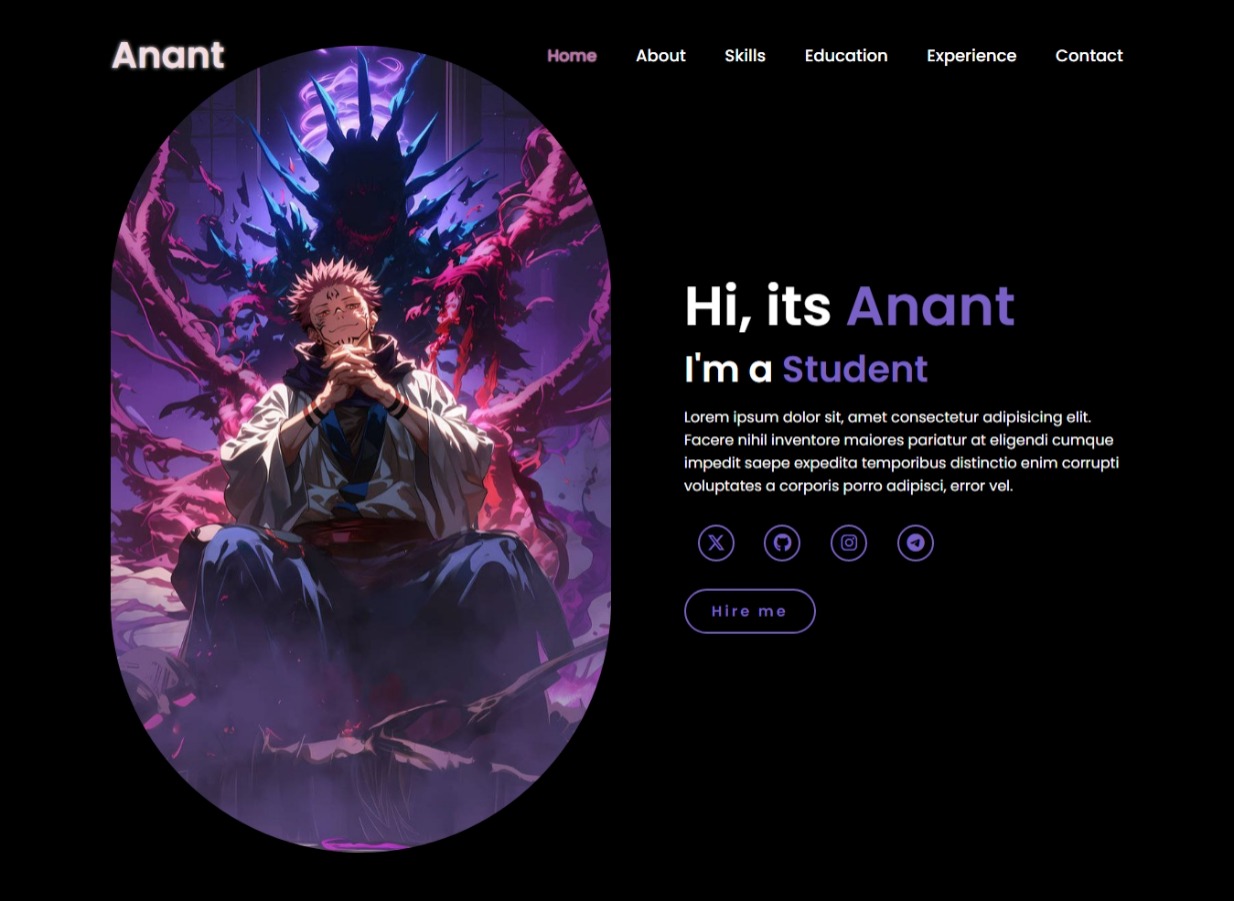 Anant
Home About Skills Education Experience Contact
Hi, its Anant
I'm a Student
Lorem ipsum dolor sit, amet consectetur adipisicing elit.
Facere nihil inventore maiores pariatur at eligendi cumque
impedit saepe expedita temporibus distinctio enim corrupti
voluptates a corporis porro adipisci, error vel.
Hire me